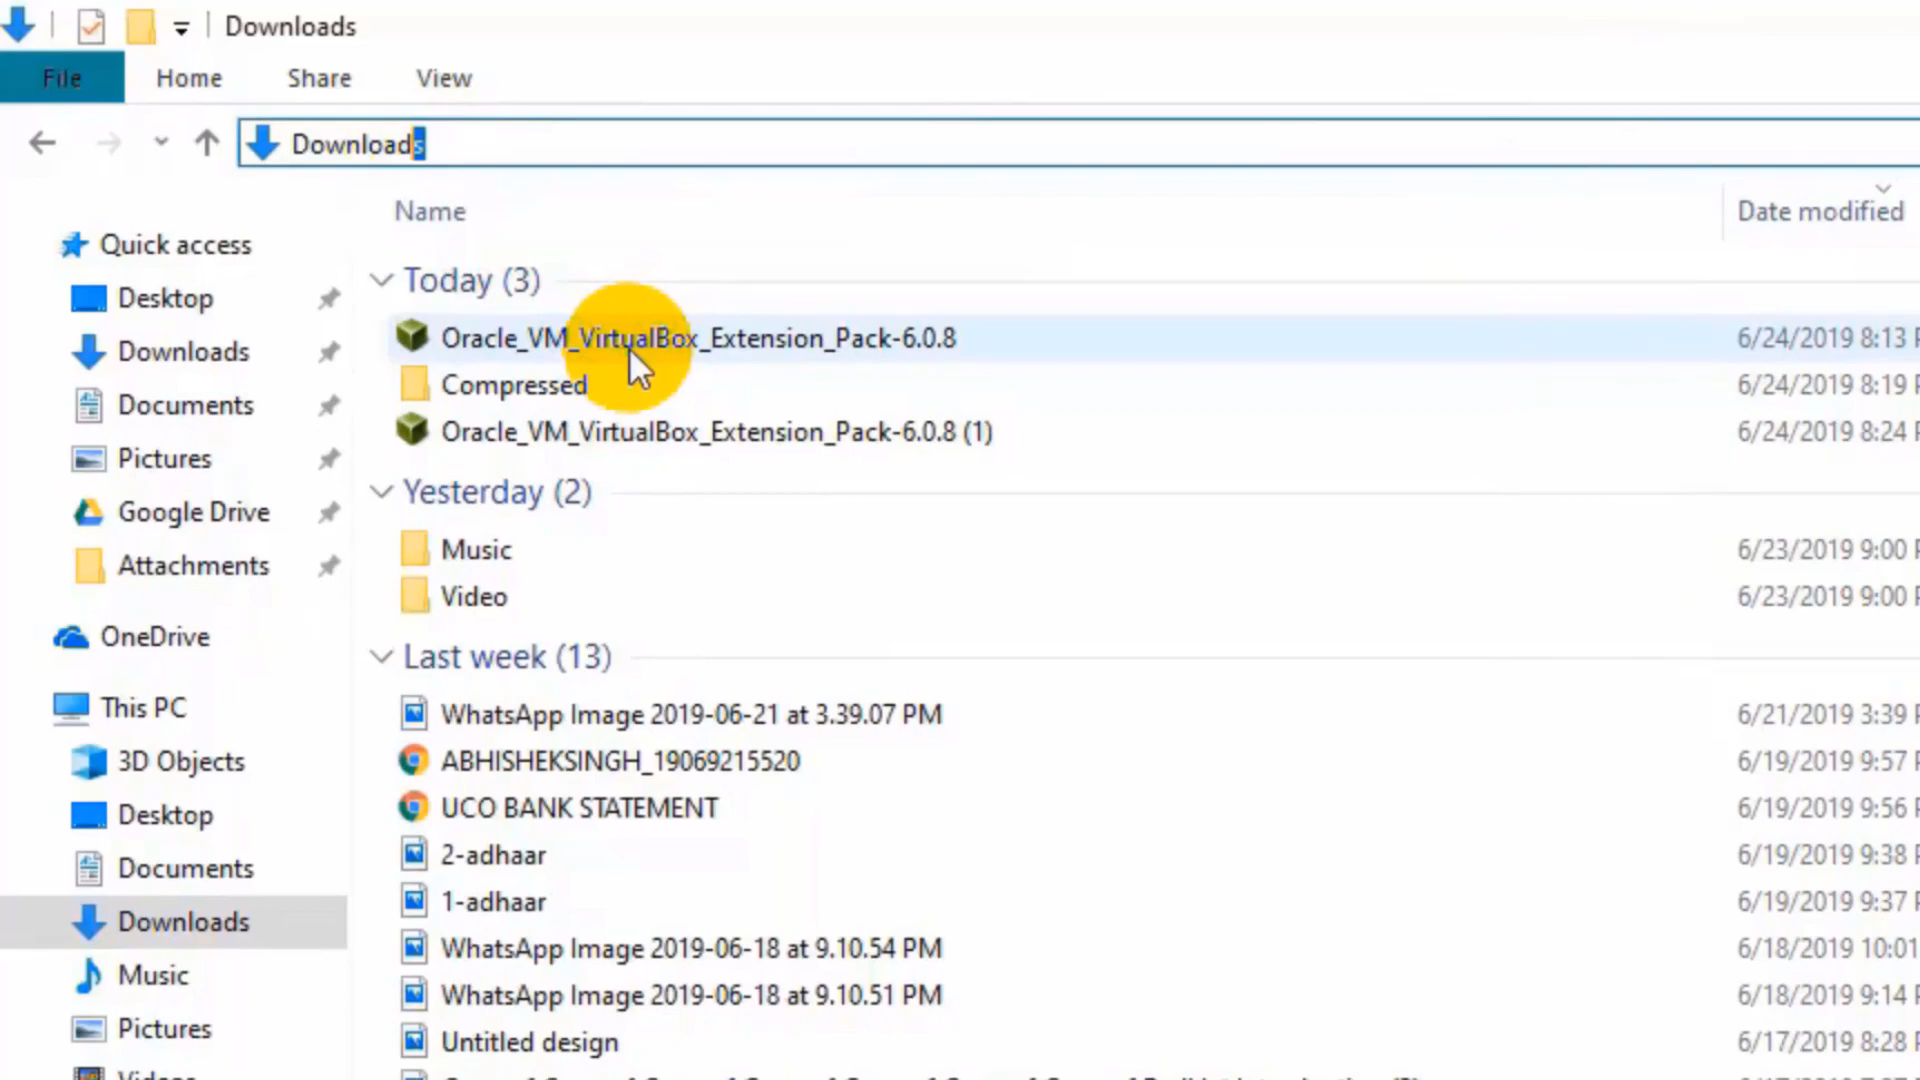 Downloads
File Home Share View
Downloads
Name Date modified
Quick access
Desktop
Downloads
Documents
Pictures
Google Drive
Attachments
OneDrive
This PC
3D Objects
Desktop
Documents
Downloads
Music
Pictures
Videos
Today (3)
Oracle_VM_VirtualBox_Extension_Pack-6.0.8 6/24/2019 8:13
Compressed 6/24/2019 8:19
Oracle_VM_VirtualBox_Extension_Pack-6.0.8 (1) 6/24/2019 8:24
Yesterday (2)
Music 6/23/2019 9:00
Video 6/23/2019 9:00
Last week (13)
WhatsApp Image 2019-06-21 at 3.39.07 PM 6/21/2019 3:39
ABHISHEKSINGH_19069215520 6/19/2019 9:57
UCO BANK STATEMENT 6/19/2019 9:56
2-adhaar 6/19/2019 9:38
1-adhaar 6/19/2019 9:37
WhatsApp Image 2019-06-18 at 9.10.54 PM 6/18/2019 10:01
WhatsApp Image 2019-06-18 at 9.10.51 PM 6/18/2019 9:14
Untitled design 6/17/2019 8:28